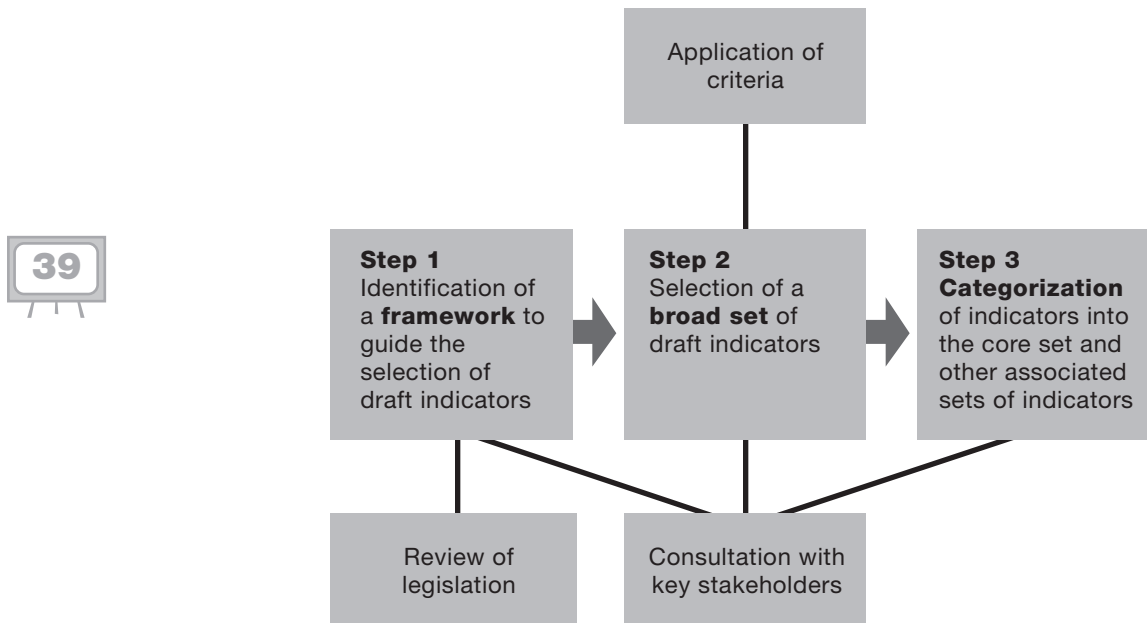 Application of
criteria
39
Step 1
Identification of
a framework to
guide the
selection of
draft indicators
Step 2
Selection of a
broad set of
draft indicators
Step 3
Categorization
of indicators into
the core set and
other associated
sets of indicators
Review of
legislation
Consultation with
key stakeholders